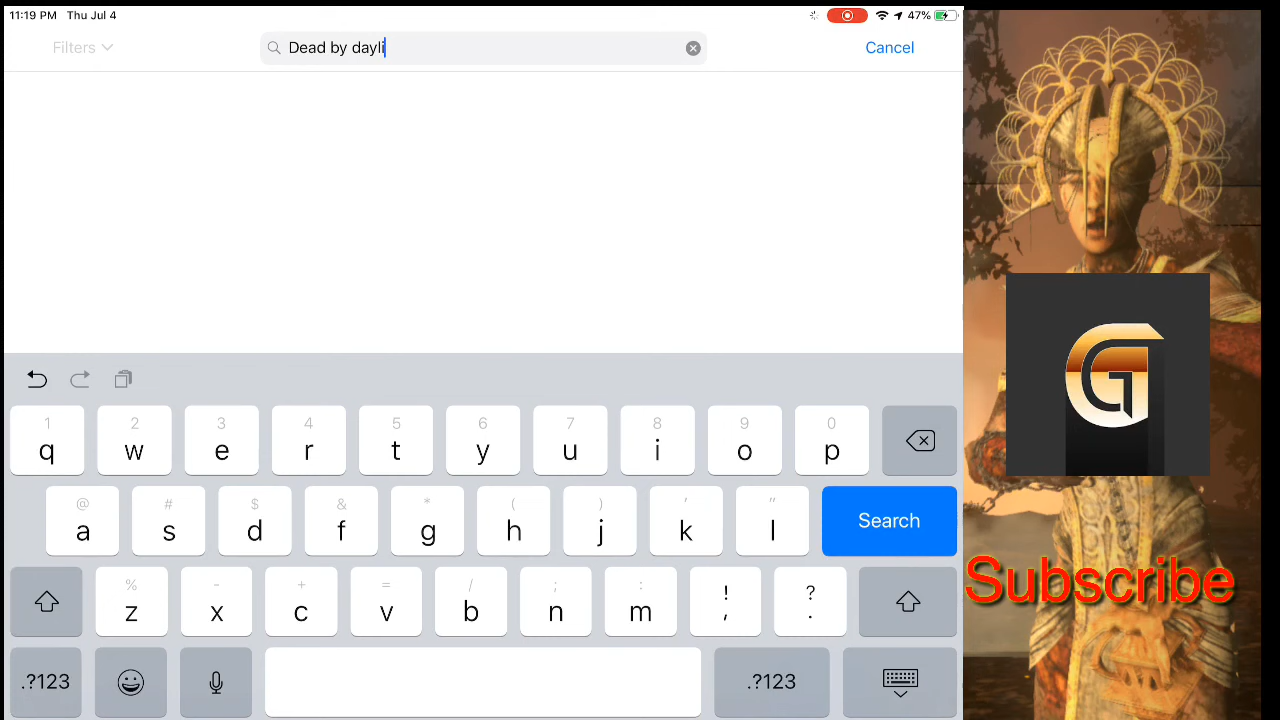 11:19 PM Thu Jul 4 47%
Filters Dead by dayli Cancel
1 2 3 4 5 6 7 8 9 0
q w e r t y u i o p
@ # $ & * ( ) ' "
a s d f g h j k l Search
% - + = / ; : ! ?
z x c v b n m , .
.?123 .?123
G
Subscribe